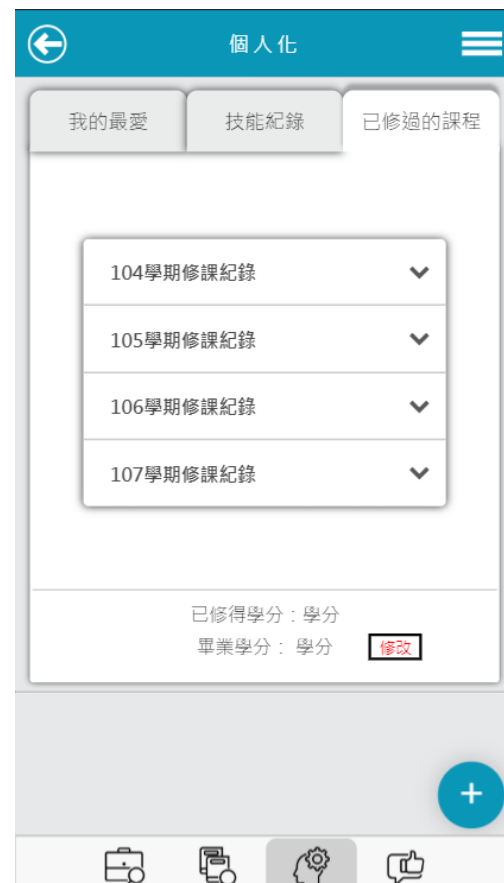 個人化
我的最愛 技能紀錄 已修過的課程
104學期修課紀錄
105學期修課紀錄
106學期修課紀錄
107學期修課紀錄
已修得學分：學分
畢業學分： 學分 修改